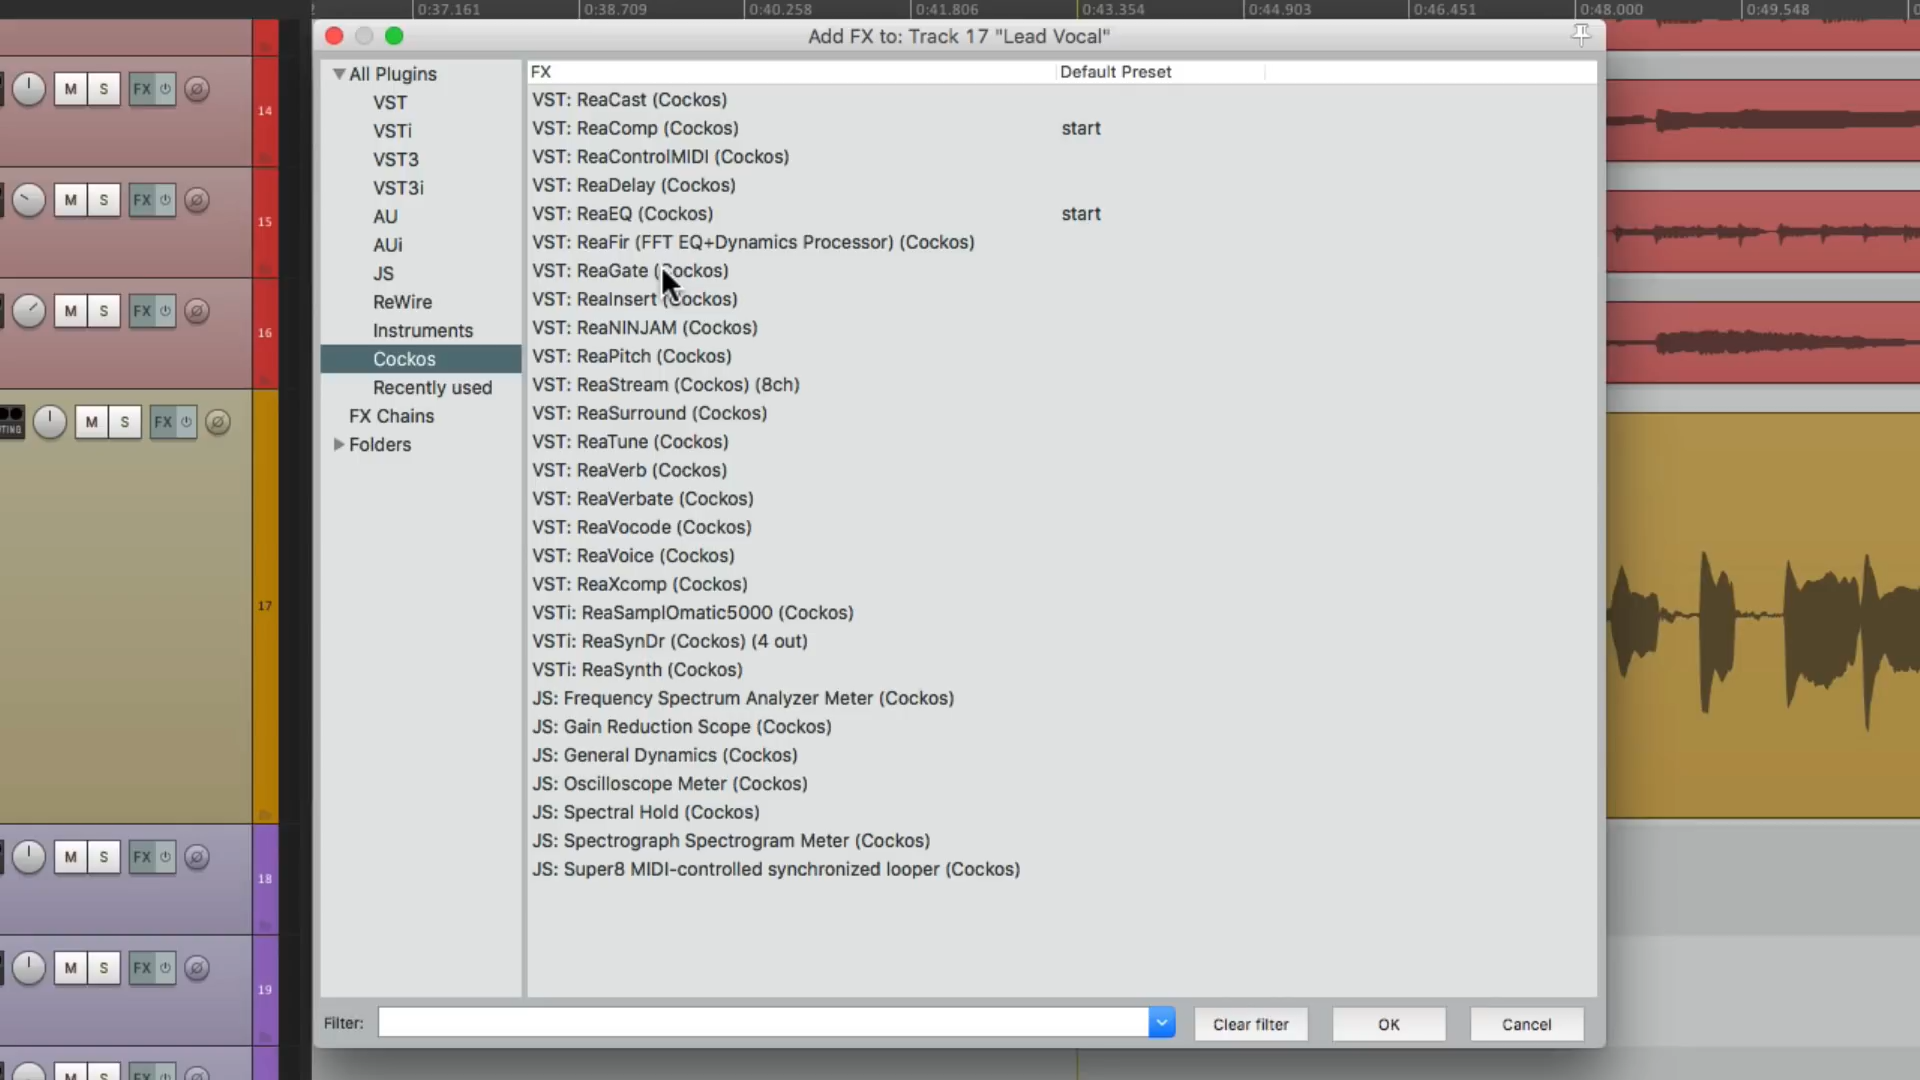 0:37.161 0:38.709 0:40.258 0:41.806 0:43.354 0:44.903 0:46.451 0:48.000 0:49.548
Add FX to: Track 17 "Lead Vocal"
All Plugins
VST
VSTi
VST3
VST3i
AU
AUi
JS
ReWire
Instruments
Cockos
Recently used
FX Chains
Folders
FX Default Preset
VST: ReaCast (Cockos)
VST: ReaComp (Cockos) start
VST: ReaControlMIDI (Cockos)
VST: ReaDelay (Cockos)
VST: ReaEQ (Cockos) start
VST: ReaFir (FFT EQ+Dynamics Processor) (Cockos)
VST: ReaGate (Cockos)
VST: ReaInsert (Cockos)
VST: ReaNINJAM (Cockos)
VST: ReaPitch (Cockos)
VST: ReaStream (Cockos) (8ch)
VST: ReaSurround (Cockos)
VST: ReaTune (Cockos)
VST: ReaVerb (Cockos)
VST: ReaVerbate (Cockos)
VST: ReaVocode (Cockos)
VST: ReaVoice (Cockos)
VST: ReaXcomp (Cockos)
VSTi: ReaSamplOmatic5000 (Cockos)
VSTi: ReaSynDr (Cockos) (4 out)
VSTi: ReaSynth (Cockos)
JS: Frequency Spectrum Analyzer Meter (Cockos)
JS: Gain Reduction Scope (Cockos)
JS: General Dynamics (Cockos)
JS: Oscilloscope Meter (Cockos)
JS: Spectral Hold (Cockos)
JS: Spectrograph Spectrogram Meter (Cockos)
JS: Super8 MIDI-controlled synchronized looper (Cockos)
Filter: Clear filter OK Cancel
M S FX 14
M S FX 15
M S FX 16
M S FX
17
M S FX 18
M S FX 19
M S FX